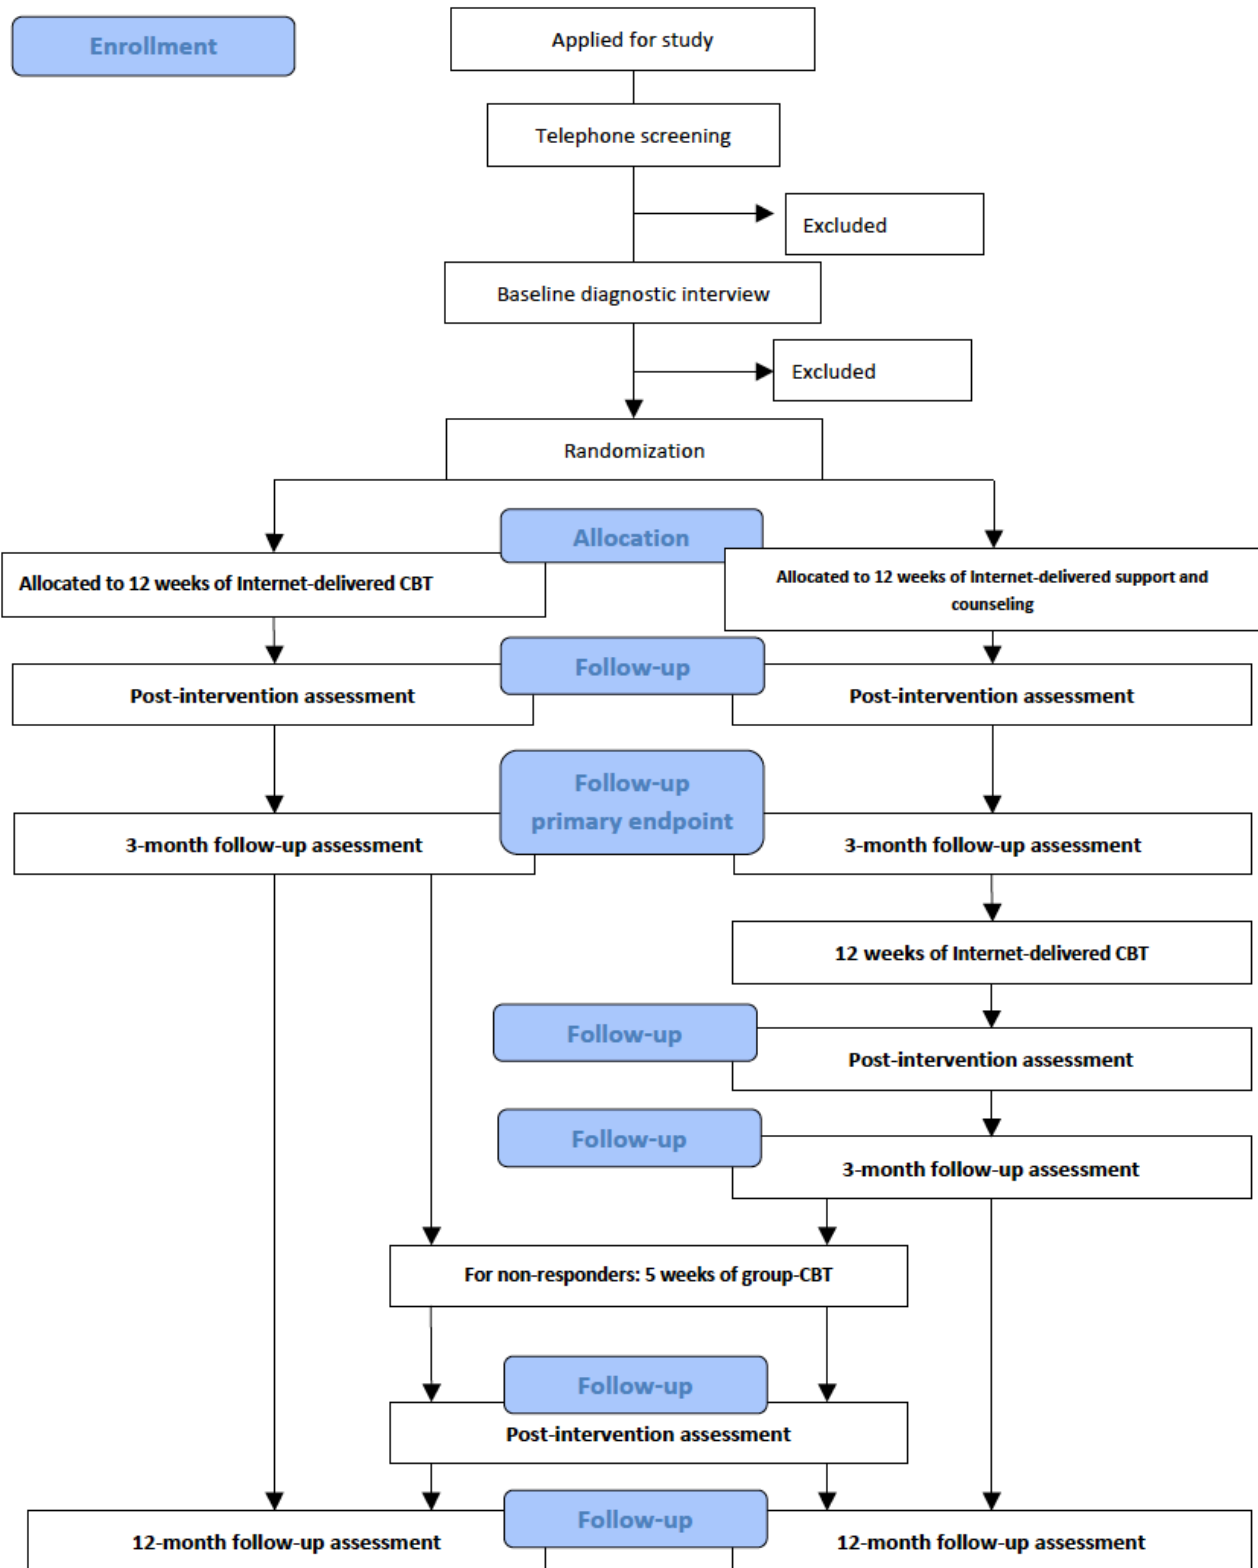 Enrollment
Applied for study
Telephone screening
Excluded
Baseline diagnostic interview
Excluded
Randomization
Allocation
Allocated to 12 weeks of Internet-delivered CBT
Allocated to 12 weeks of Internet-delivered support and
counseling
Follow-up
Post-intervention assessment
Post-intervention assessment
Follow-up
primary endpoint
3-month follow-up assessment
3-month follow-up assessment
12 weeks of Internet-delivered CBT
Follow-up
Post-intervention assessment
Follow-up
3-month follow-up assessment
For non-responders: 5 weeks of group-CBT
Follow-up
Post-intervention assessment
Follow-up
12-month follow-up assessment
12-month follow-up assessment